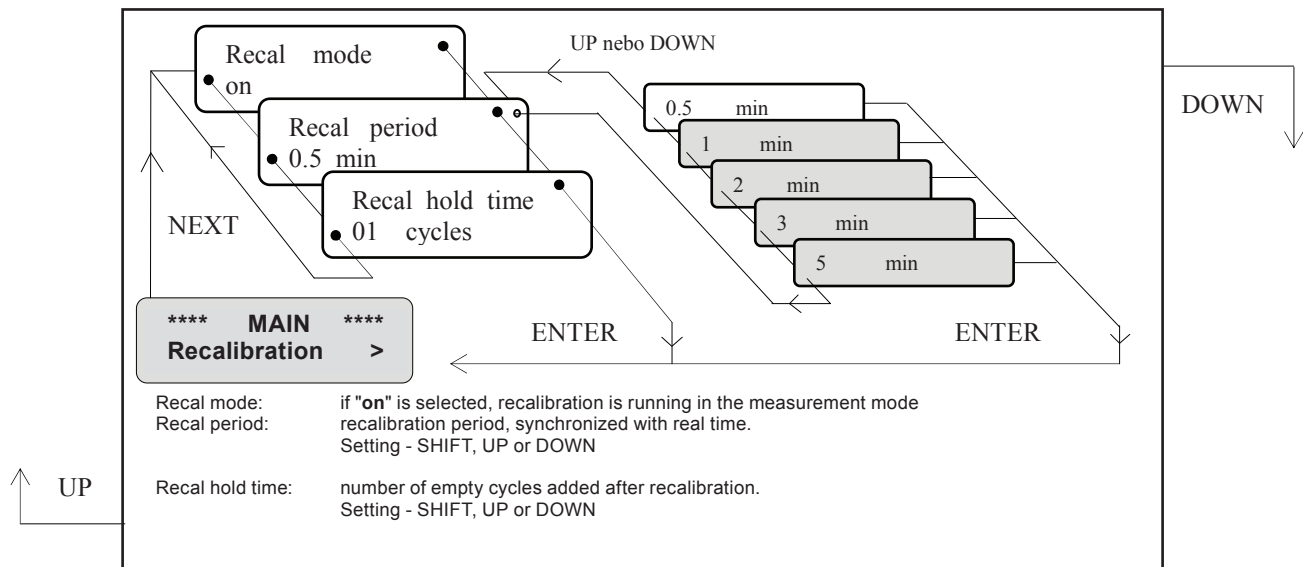 Recal mode
on
Recal period
0.5 min
Recal hold time
01 cycles
UP nebo DOWN
0.5 min
1 min
2 min
3 min
5 min
DOWN
NEXT
**** MAIN ****
Recalibration >
ENTER
ENTER
Recal mode: if "on" is selected, recalibration is running in the measurement mode
Recal period: recalibration period, synchronized with real time.
Setting - SHIFT, UP or DOWN
UP
Recal hold time: number of empty cycles added after recalibration.
Setting - SHIFT, UP or DOWN